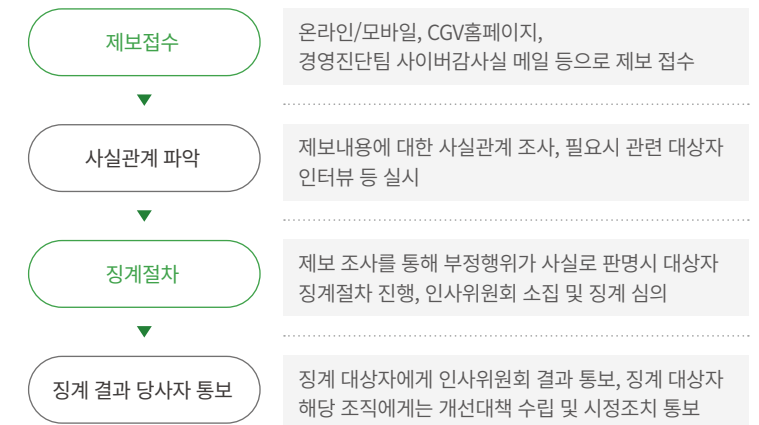 제보접수
온라인/모바일, CGV홈페이지,
경영진단팀 사이버감사실 메일 등으로 제보 접수
사실관계 파악
제보내용에 대한 사실관계 조사, 필요시 관련 대상자
인터뷰 등 실시
징계절차
제보 조사를 통해 부정행위가 사실로 판명시 대상자
징계절차 진행, 인사위원회 소집 및 징계 심의
징계 결과 당사자 통보
징계 대상자에게 인사위원회 결과 통보, 징계 대상자
해당 조직에게는 개선대책 수립 및 시정조치 통보